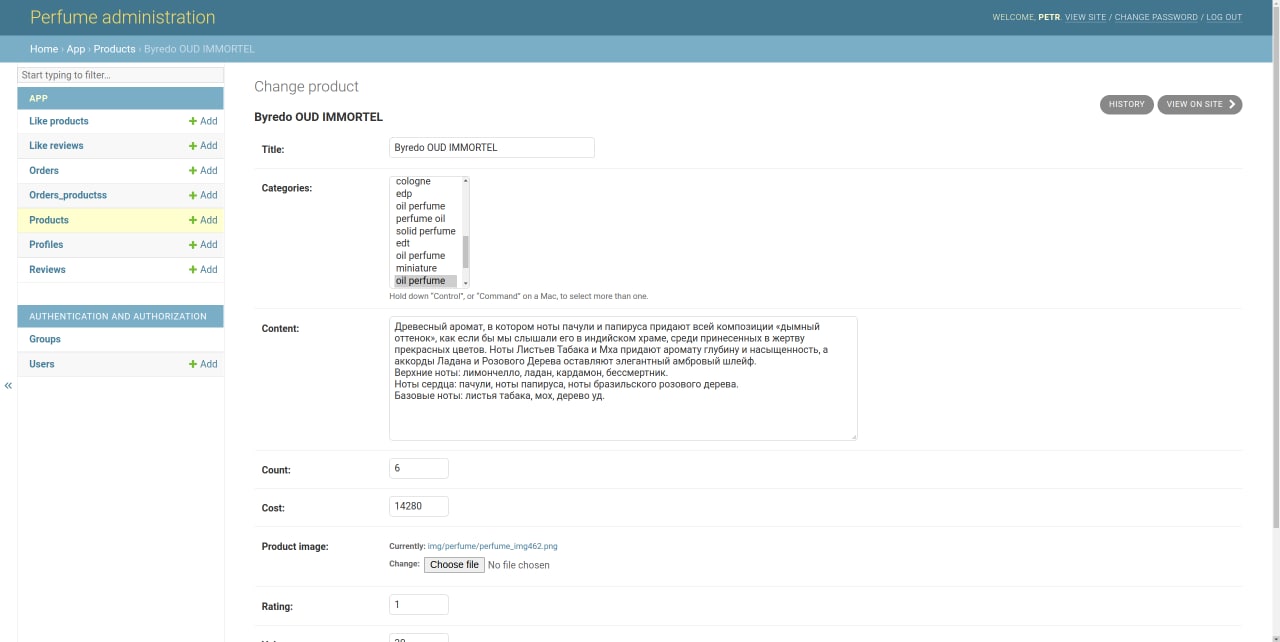 Perfume administration
WELCOME, PETR. VIEW SITE / CHANGE PASSWORD / LOG OUT
Home › App › Products › Byredo OUD IMMORTEL
Start typing to filter...
APP
Like products
Add
Like reviews
Add
Orders
Add
Orders_productss
Add
Products
Add
Profiles
Add
Reviews
Add
AUTHENTICATION AND AUTHORIZATION
Groups
Users
Add
«
Change product
HISTORY
VIEW ON SITE
Byredo OUD IMMORTEL
Title:
Byredo OUD IMMORTEL
Categories:
cologne
edp
oil perfume
perfume oil
solid perfume
edt
oil perfume
miniature
oil perfume
Hold down "Control", or "Command" on a Mac, to select more than one.
Content:
Древесный аромат, в котором ноты пачули и папируса придают всей композиции «дымный
оттенок», как если бы мы слышали его в индийском храме, среди принесенных в жертву
прекрасных цветов. Ноты Листьев Табака и Мха придают аромату глубину и насыщенность, а
аккорды Ладана и Розового Дерева оставляют элегантный амбровый шлейф.
Верхние ноты: лимончелло, ладан, кардамон, бессмертник.
Ноты сердца: пачули, ноты папируса, ноты бразильского розового дерева.
Базовые ноты: листья табака, мох, дерево уд.
Count:
6
Cost:
14280
Product image:
Currently: img/perfume/perfume_img462.png
Change: Choose file No file chosen
Rating:
1